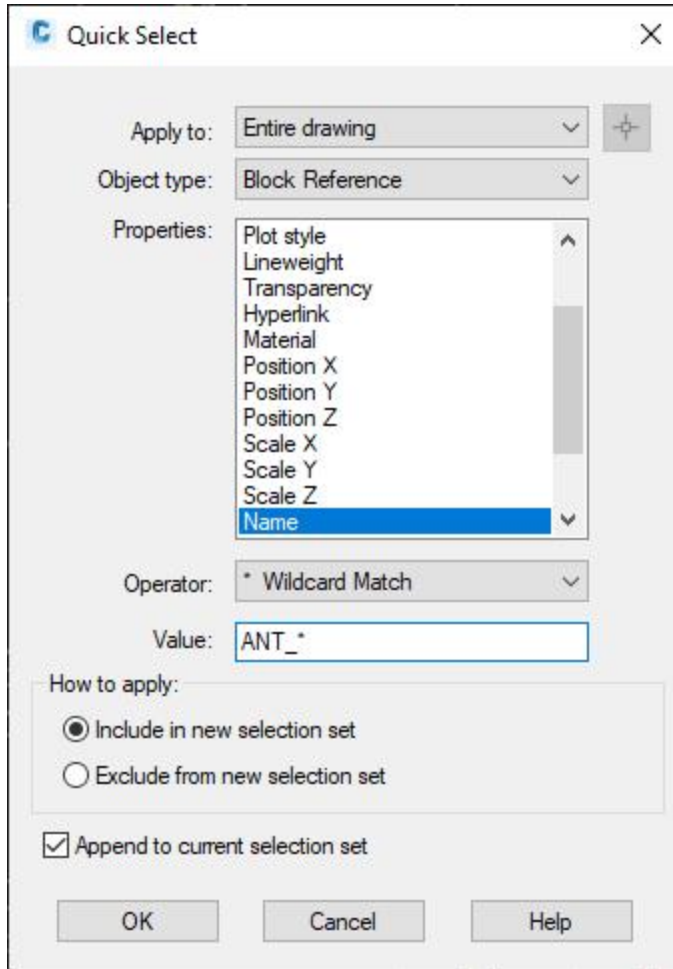 Quick Select
Apply to: Entire drawing
Object type: Block Reference
Properties: Plot style
Lineweight
Transparency
Hyperlink
Material
Position X
Position Y
Position Z
Scale X
Scale Y
Scale Z
Name
Operator: * Wildcard Match
Value: ANT_*
How to apply:
Include in new selection set
Exclude from new selection set
Append to current selection set
OK Cancel Help